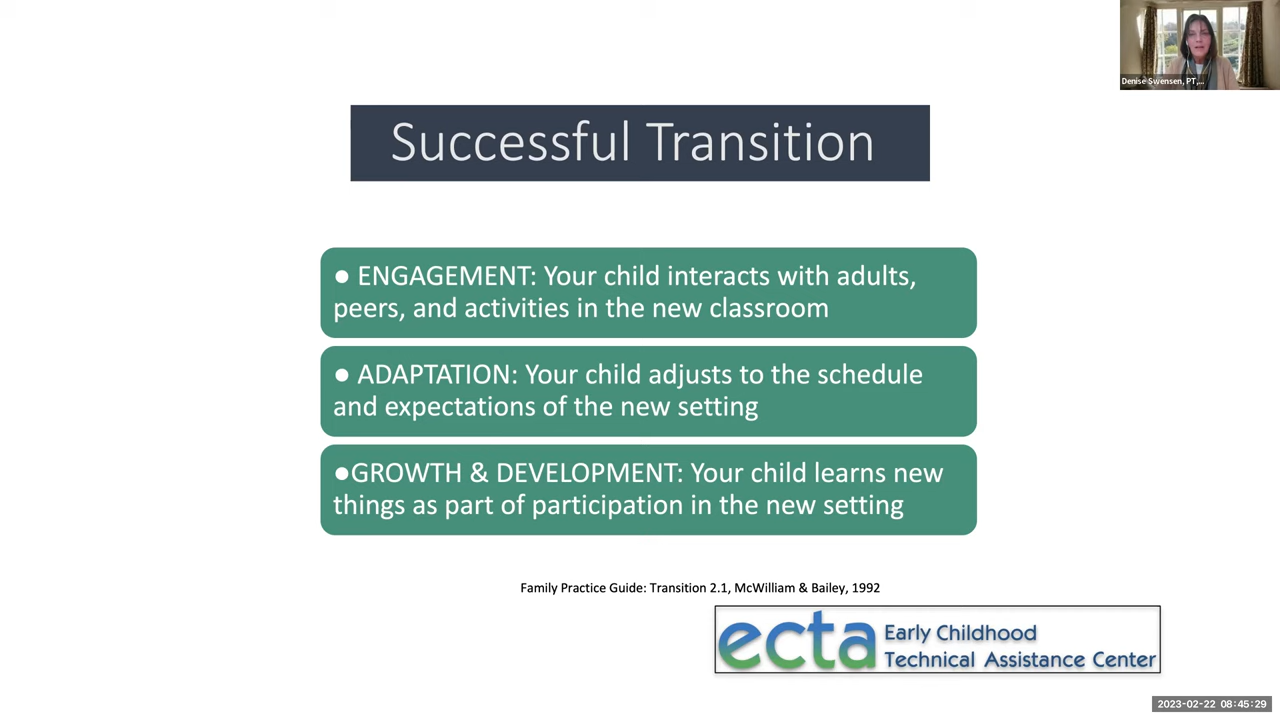 Denise Swensen, PT,...
Successful Transition
● ENGAGEMENT: Your child interacts with adults,
peers, and activities in the new classroom
● ADAPTATION: Your child adjusts to the schedule
and expectations of the new setting
●GROWTH & DEVELOPMENT: Your child learns new
things as part of participation in the new setting
Family Practice Guide: Transition 2.1, McWilliam & Bailey, 1992
ecta Early Childhood
Technical Assistance Center
2023-02-22 08:45:29